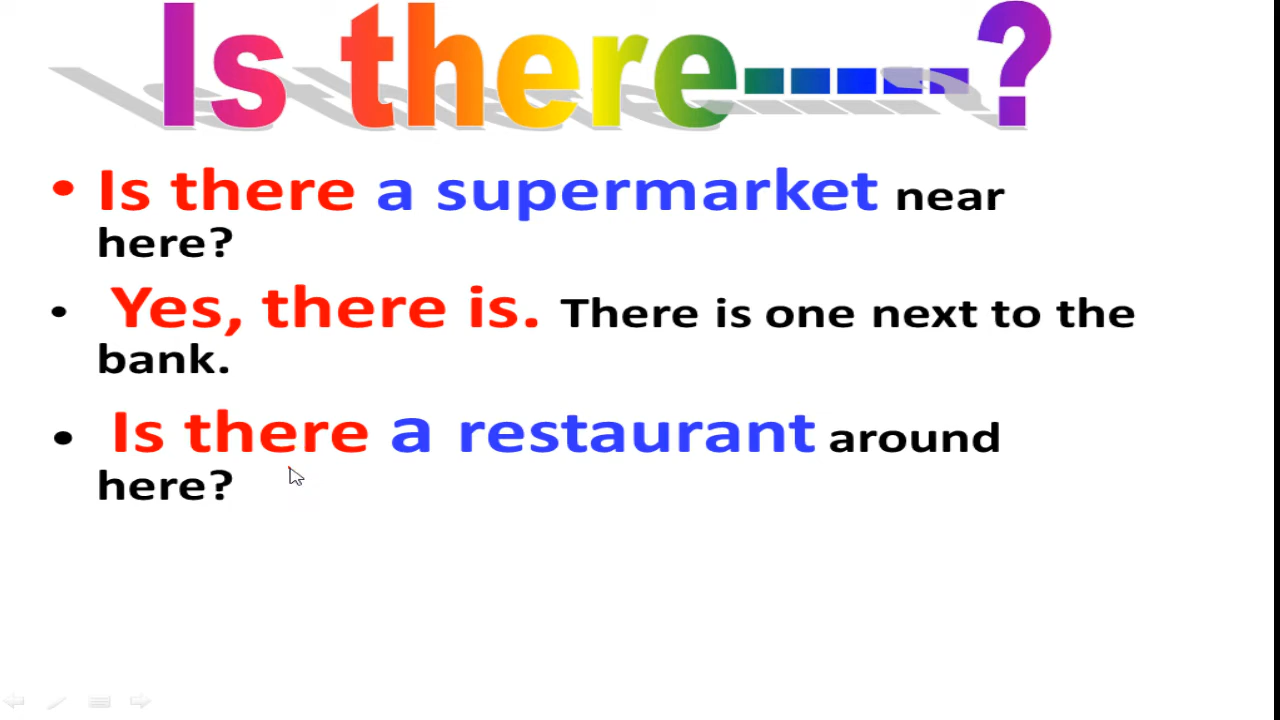 Is there-----?
• Is there a supermarket near
here?
• Yes, there is. There is one next to the
bank.
• Is there a restaurant around
here?